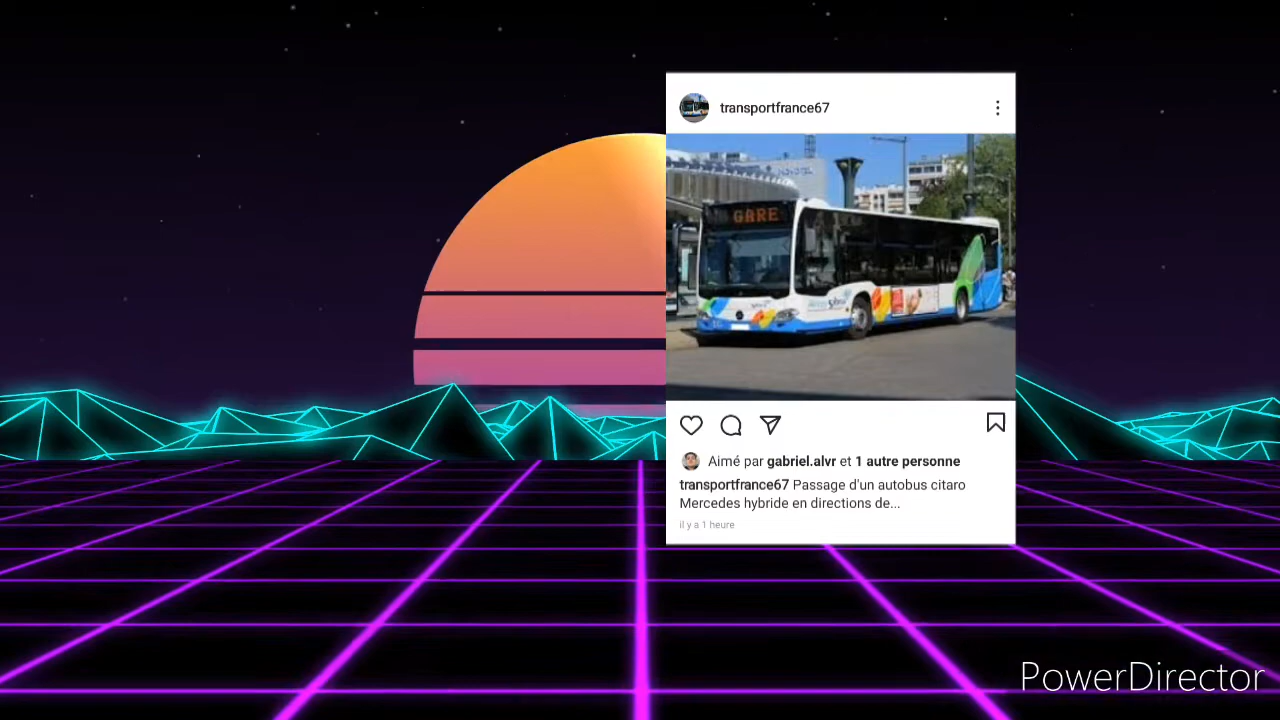 transportfrance67
NOVOTEL
GARE
Aimé par gabriel.alvr et 1 autre personne
transportfrance67 Passage d'un autobus citaro
Mercedes hybride en directions de...
il y a 1 heure
PowerDirector